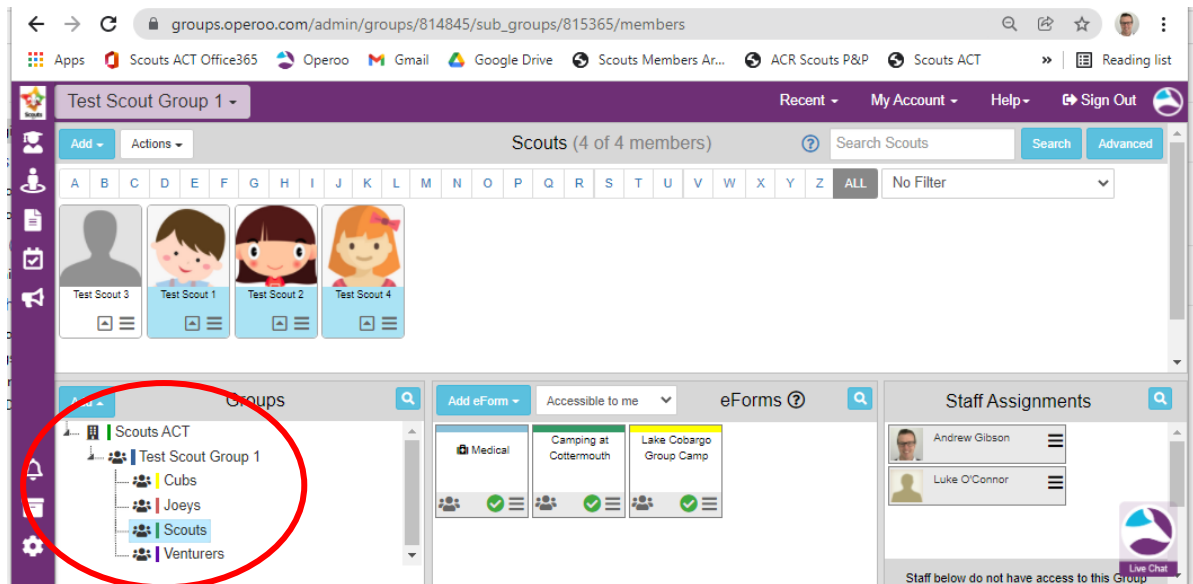 groups.operoo.com/admin/groups/814845/sub_groups/815365/members
Apps Scouts ACT Office365 Operoo Gmail Google Drive Scouts Members Ar... ACR Scouts P&P Scouts ACT » Reading list
Scouts Test Scout Group 1 Recent My Account Help Sign Out
Add Actions Scouts (4 of 4 members) Search Scouts Search Advanced
A B C D E F G H I J K L M N O P Q R S T U V W X Y Z ALL No Filter
Test Scout 3 Test Scout 1 Test Scout 2 Test Scout 4
Add Groups
Scouts ACT
Test Scout Group 1
Cubs
Joeys
Scouts
Venturers
Add eForm Accessible to me eForms
Medical
Camping at
Cottermouth
Lake Cobargo
Group Camp
Staff Assignments
Andrew Gibson
Luke O'Connor
Live Chat
Staff below do not have access to this Group